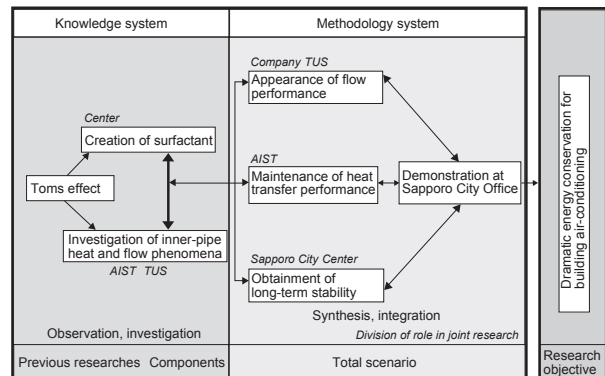 Knowledge system
Methodology system
Center
Creation of surfactant
Toms effect
Investigation of inner-pipe
heat and flow phenomena
AIST TUS
Observation, investigation
Previous researches Components
Company TUS
Appearance of flow
performance
AIST
Maintenance of heat
transfer performance
Demonstration at
Sapporo City Office
Sapporo City Center
Obtainment of
long-term stability
Synthesis, integration
Division of role in joint research
Total scenario
Dramatic energy conservation for
building air-conditioning
Research
objective